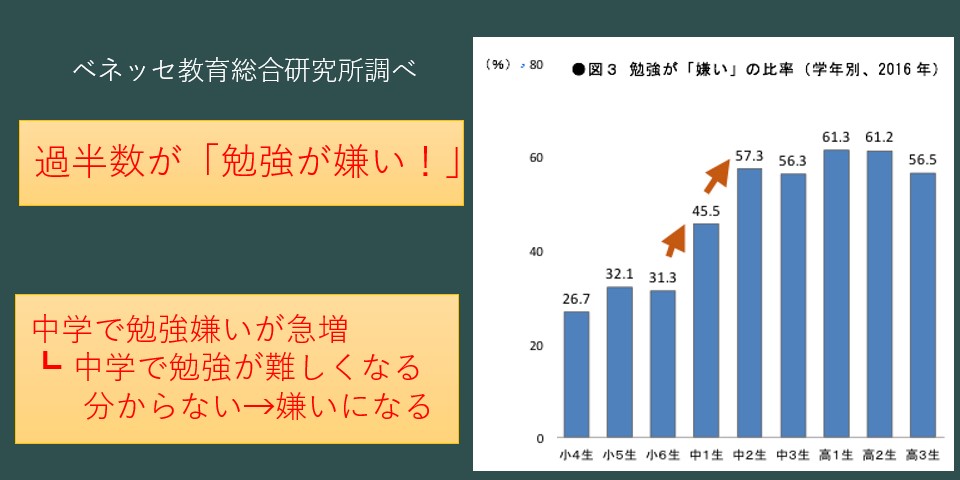 ベネッセ教育総合研究所調べ
過半数が「勉強が嫌い！」
中学で勉強嫌いが急増
┗ 中学で勉強が難しくなる
分からない→嫌いになる
●図３ 勉強が「嫌い」の比率（学年別、2016 年）
（%）
80
60
40
20
0
26.7
32.1
31.3
45.5
57.3
56.3
61.3
61.2
56.5
小4生 小5生 小6生 中1生 中2生 中3生 高1生 高2生 高3生